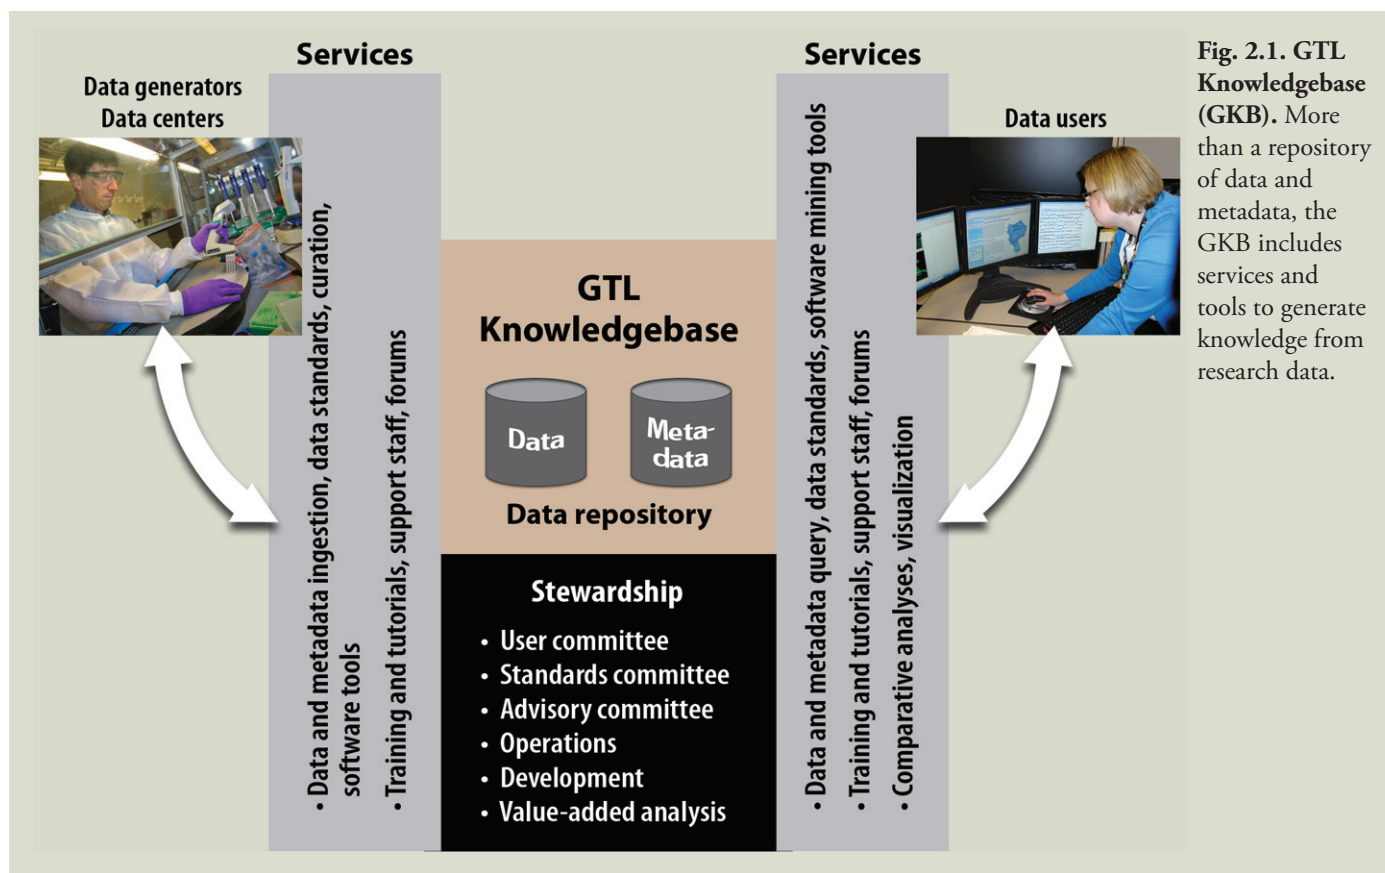 Services
Data generators
Data centers
• Data and metadata ingestion, data standards, curation,
software tools
• Training and tutorials, support staff, forums
GTL
Knowledgebase
Data
Meta-
data
Data repository
Stewardship
• User committee
• Standards committee
• Advisory committee
• Operations
• Development
• Value-added analysis
Services
• Data and metadata query, data standards, software mining tools
• Training and tutorials, support staff, forums
• Comparative analyses, visualization
Data users
Fig. 2.1. GTL
Knowledgebase
(GKB). More
than a repository
of data and
metadata, the
GKB includes
services and
tools to generate
knowledge from
research data.